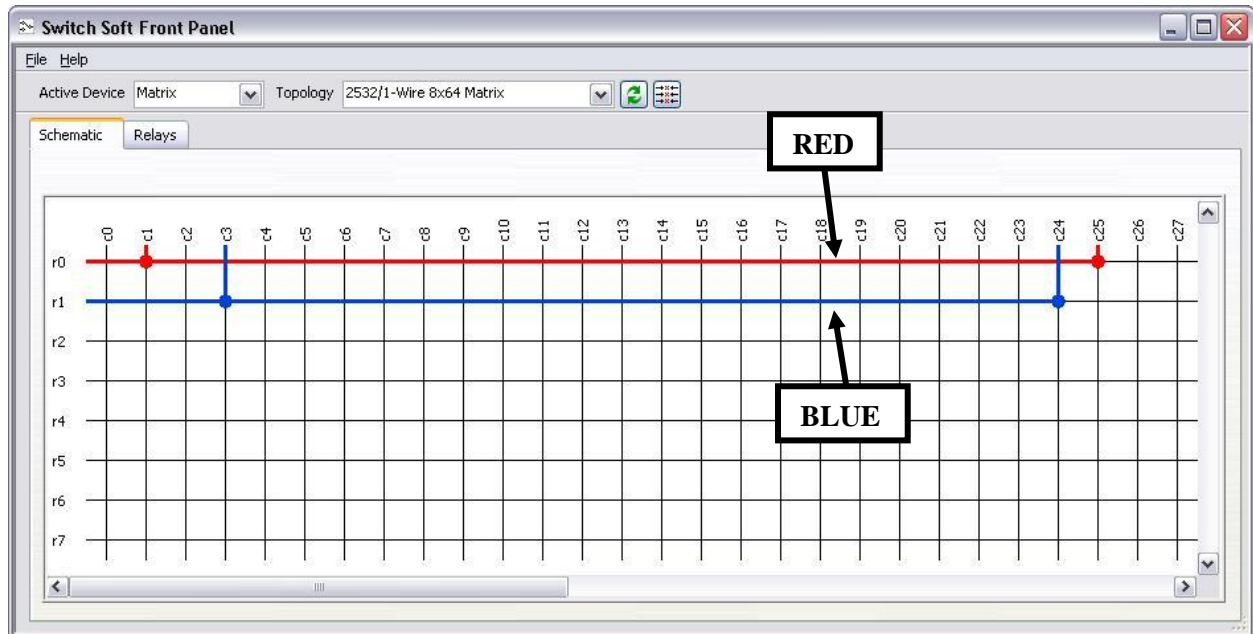 Switch Soft Front Panel
File Help
Active Device Matrix Topology 2532/1-Wire 8x64 Matrix
Schematic Relays
RED
c0 c1 c2 c3 c4 c5 c6 c7 c8 c9 c10 c11 c12 c13 c14 c15 c16 c17 c18 c19 c20 c21 c22 c23 c24 c25 c26 c27
r0
r1
r2
r3
r4
BLUE
r5
r6
r7